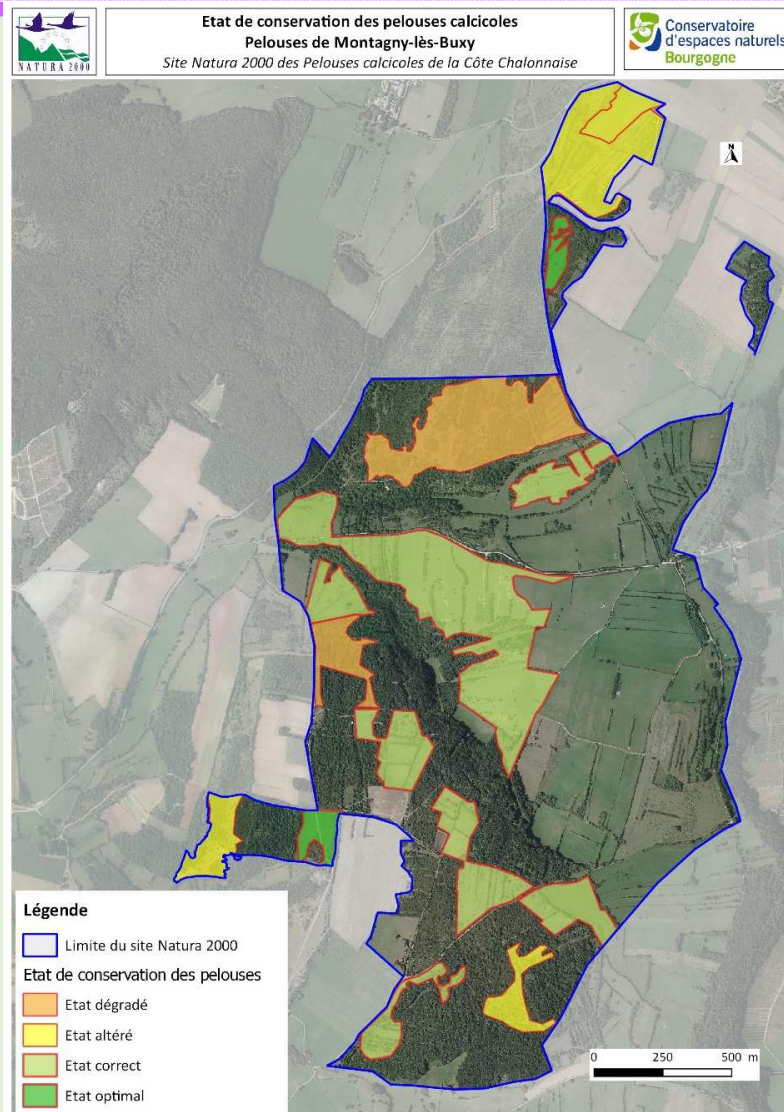 NATURA 2000
Etat de conservation des pelouses calcicoles
Pelouses de Montagny-lès-Buxy
Site Natura 2000 des Pelouses calcicoles de la Côte Chalonnaise
Conservatoire
d'espaces naturels
Bourgogne
N
Légende
Limite du site Natura 2000
Etat de conservation des pelouses
Etat dégradé
Etat altéré
Etat correct
Etat optimal
0 250 500 m